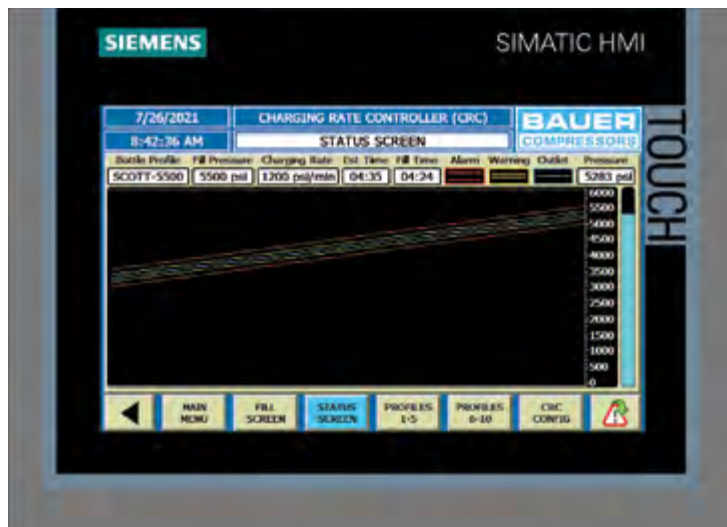 SIEMENS
SIMATIC HMI
TOUCH
7/26/2021
CHARGING RATE CONTROLLER (CRC)
BAUER
COMPRESSORS
8:42:36 AM
STATUS SCREEN
Bottle Profile Fill Pressure Charging Rate Est Time Fill Time Alarm Warning Outlet Pressure
SCOTT-5500 5500 psi 1200 psi/min 04:35 04:24 5283 psi
6000
5500
5000
4500
4000
3500
3000
2500
2000
1500
1000
500
0
MAIN MENU
FILL SCREEN
STATUS SCREEN
PROFILES 1-5
PROFILES 6-10
CRC CONFIG